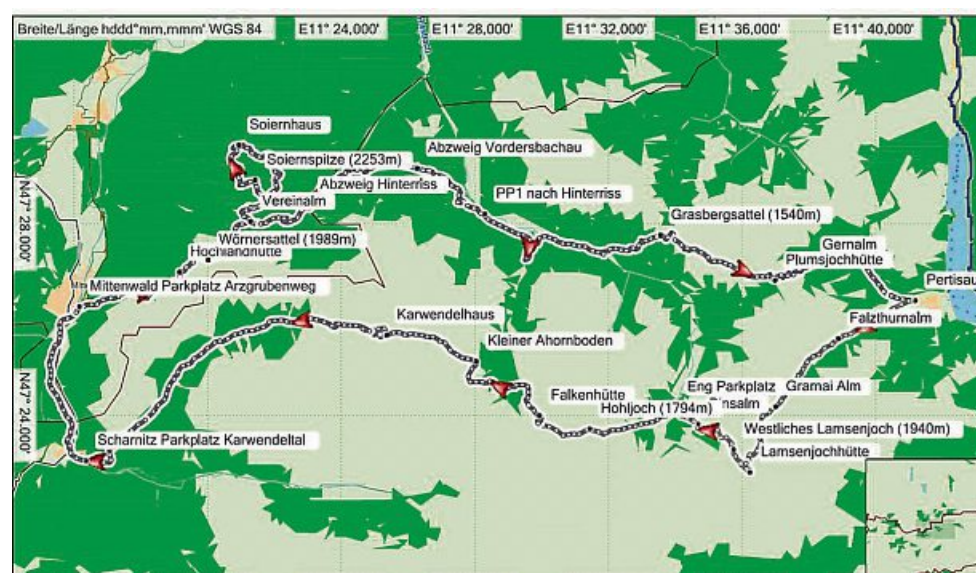 Breite/Länge hddd°mm,mmm' WGS 84
E11° 24,000'
E11° 28,000'
E11° 32,000'
E11° 36,000'
E11° 40,000'
Soiernhaus
Abzweig Vordersbachau
Soiernspitze (2253m)
Abzweig Hinterriss
PP1 nach Hinterriss
Vereinalm
N47° 28,000'
Grasbergsattel (1540m)
Wörnersattel (1989m)
Hochlandhütte
Gernalm
Plumsjochhütte
Pertisau
Mittenwald Parkplatz Arzgrubenweg
Karwendelhaus
Falzthurnalm
Kleiner Ahornboden
N47° 24,000'
Falkenhütte
Eng Parkplatz
Gramai Alm
Hohljoch (1794m)
Westliches Lamsenjoch (1940m)
Scharnitz Parkplatz Karwendeltal
Lamsenjochhütte